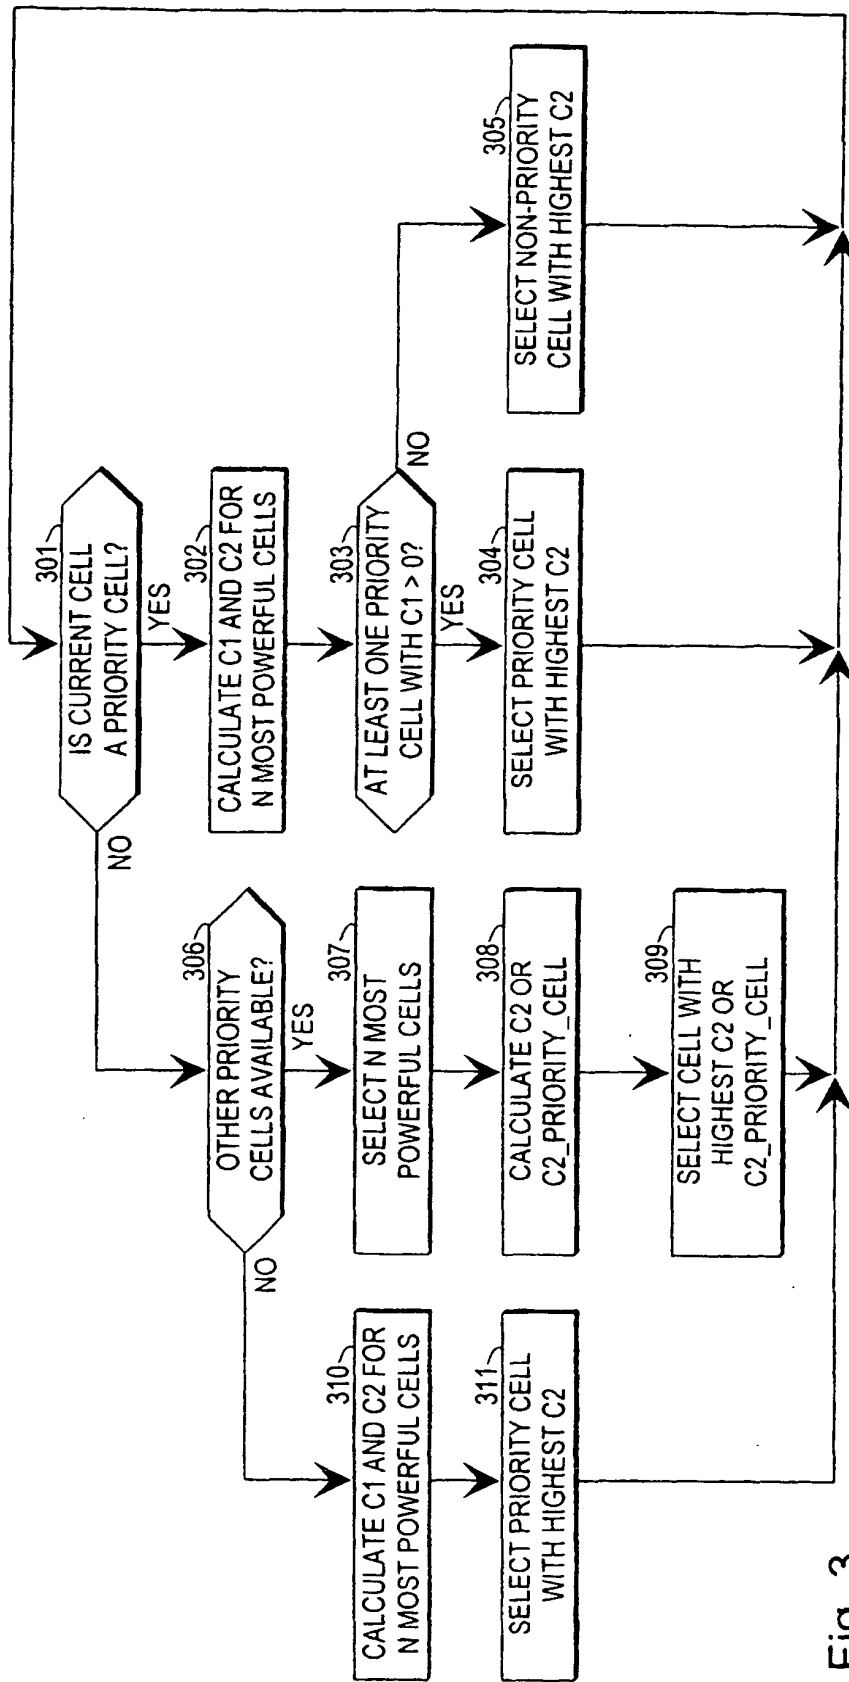 301
IS CURRENT CELL
A PRIORITY CELL?
NO
YES
302
CALCULATE C1 AND C2 FOR
N MOST POWERFUL CELLS
303
AT LEAST ONE PRIORITY
CELL WITH C1 > 0?
NO
YES
304
SELECT PRIORITY CELL
WITH HIGHEST C2
305
SELECT NON-PRIORITY
CELL WITH HIGHEST C2
306
OTHER PRIORITY
CELLS AVAILABLE?
NO
YES
307
SELECT N MOST
POWERFUL CELLS
308
CALCULATE C2 OR
C2_PRIORITY_CELL
309
SELECT CELL WITH
HIGHEST C2 OR
C2_PRIORITY_CELL
310
CALCULATE C1 AND C2 FOR
N MOST POWERFUL CELLS
311
SELECT PRIORITY CELL
WITH HIGHEST C2
Fig. 3